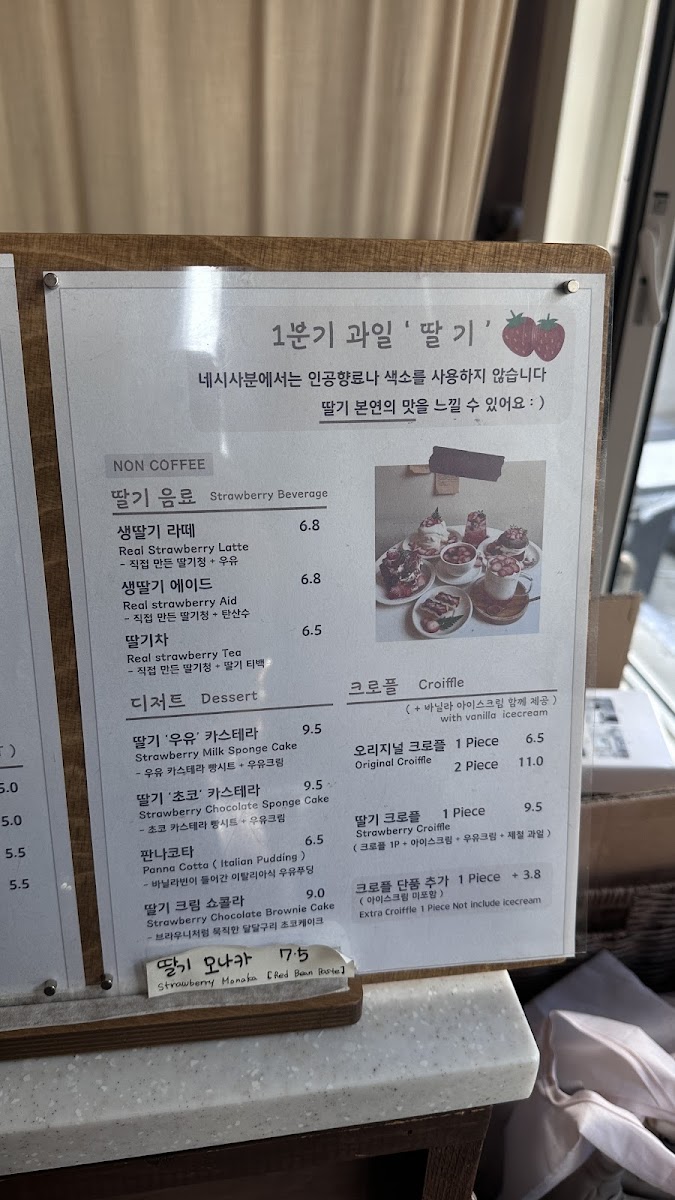 1분기 과일 ' 딸 기 '
네시사분에서는 인공향료나 색소를 사용하지 않습니다
딸기 본연의 맛을 느낄 수 있어요 : )
NON COFFEE
딸기 음료 Strawberry Beverage
생딸기 라떼 6.8
Real Strawberry Latte
- 직접 만든 딸기청 + 우유
생딸기 에이드 6.8
Real strawberry Aid
- 직접 만든 딸기청 + 탄산수
딸기차 6.5
Real strawberry Tea
- 직접 만든 딸기청 + 딸기 티백
디저트 Dessert
딸기 '우유' 카스테라 9.5
Strawberry Milk Sponge Cake
- 우유 카스테라 빵시트 + 우유크림
딸기 '초코' 카스테라 9.5
Strawberry Chocolate Sponge Cake
- 초코 카스테라 빵시트 + 우유크림
판나코타 6.5
Panna Cotta ( Italian Pudding )
- 바닐라빈이 들어간 이탈리아식 우유푸딩
딸기 크림 쇼콜라 9.0
Strawberry Chocolate Brownie Cake
- 브라우니처럼 묵직한 달달구리 초코케이크
딸기 모나카 7.5
Strawberry Monaka [Red Bean Paste]
크로플 Croiffle
( + 바닐라 아이스크림 함께 제공 )
with vanilla icecream
오리지널 크로플 1 Piece 6.5
Original Croiffle
2 Piece 11.0
딸기 크로플 1 Piece 9.5
Strawberry Croiffle
( 크로플 1P + 아이스크림 + 우유크림 + 제철 과일 )
크로플 단품 추가 1 Piece + 3.8
( 아이스크림 미포함 )
Extra Croiffle 1 Piece Not include icecream
)
5.0
5.0
5.5
5.5